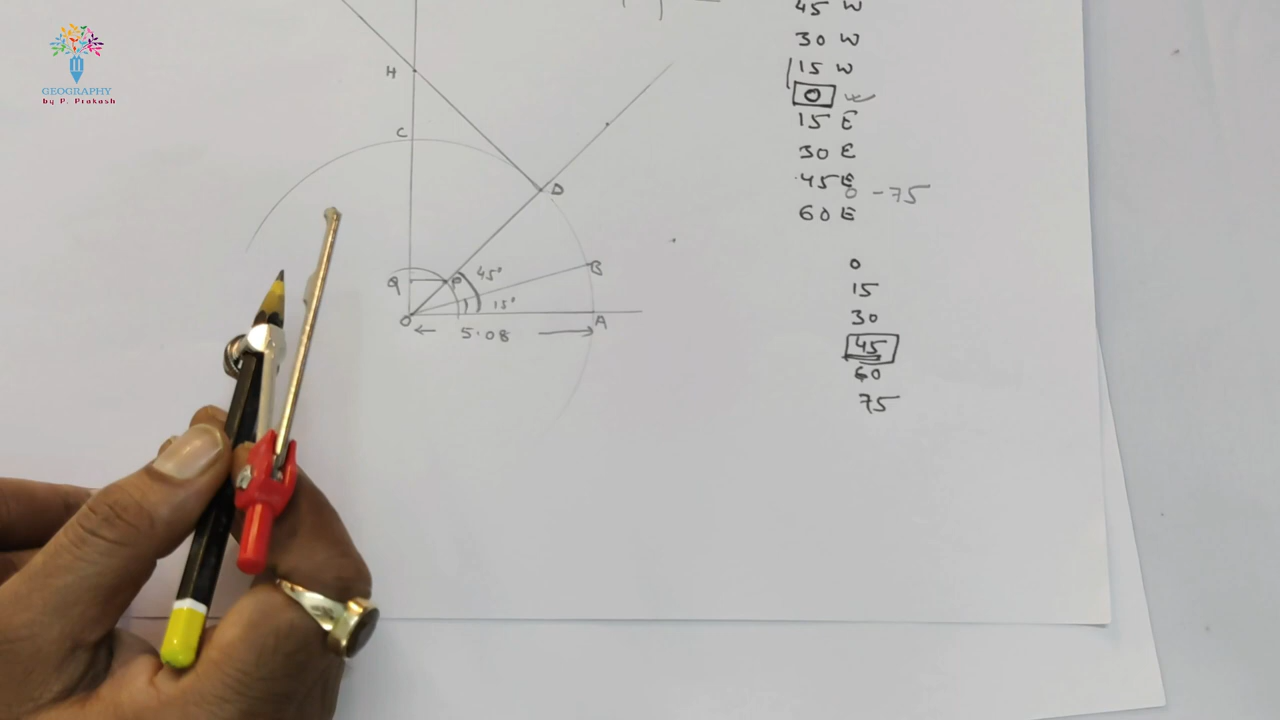 GEOGRAPHY
by P. Prakash
H
C
D
B
Q
P
45°
15°
O
A
5.08
45 W
30 W
15 W
0
15 E
30 E
45 E
0 - 75
60 E
0
15
30
45
60
75